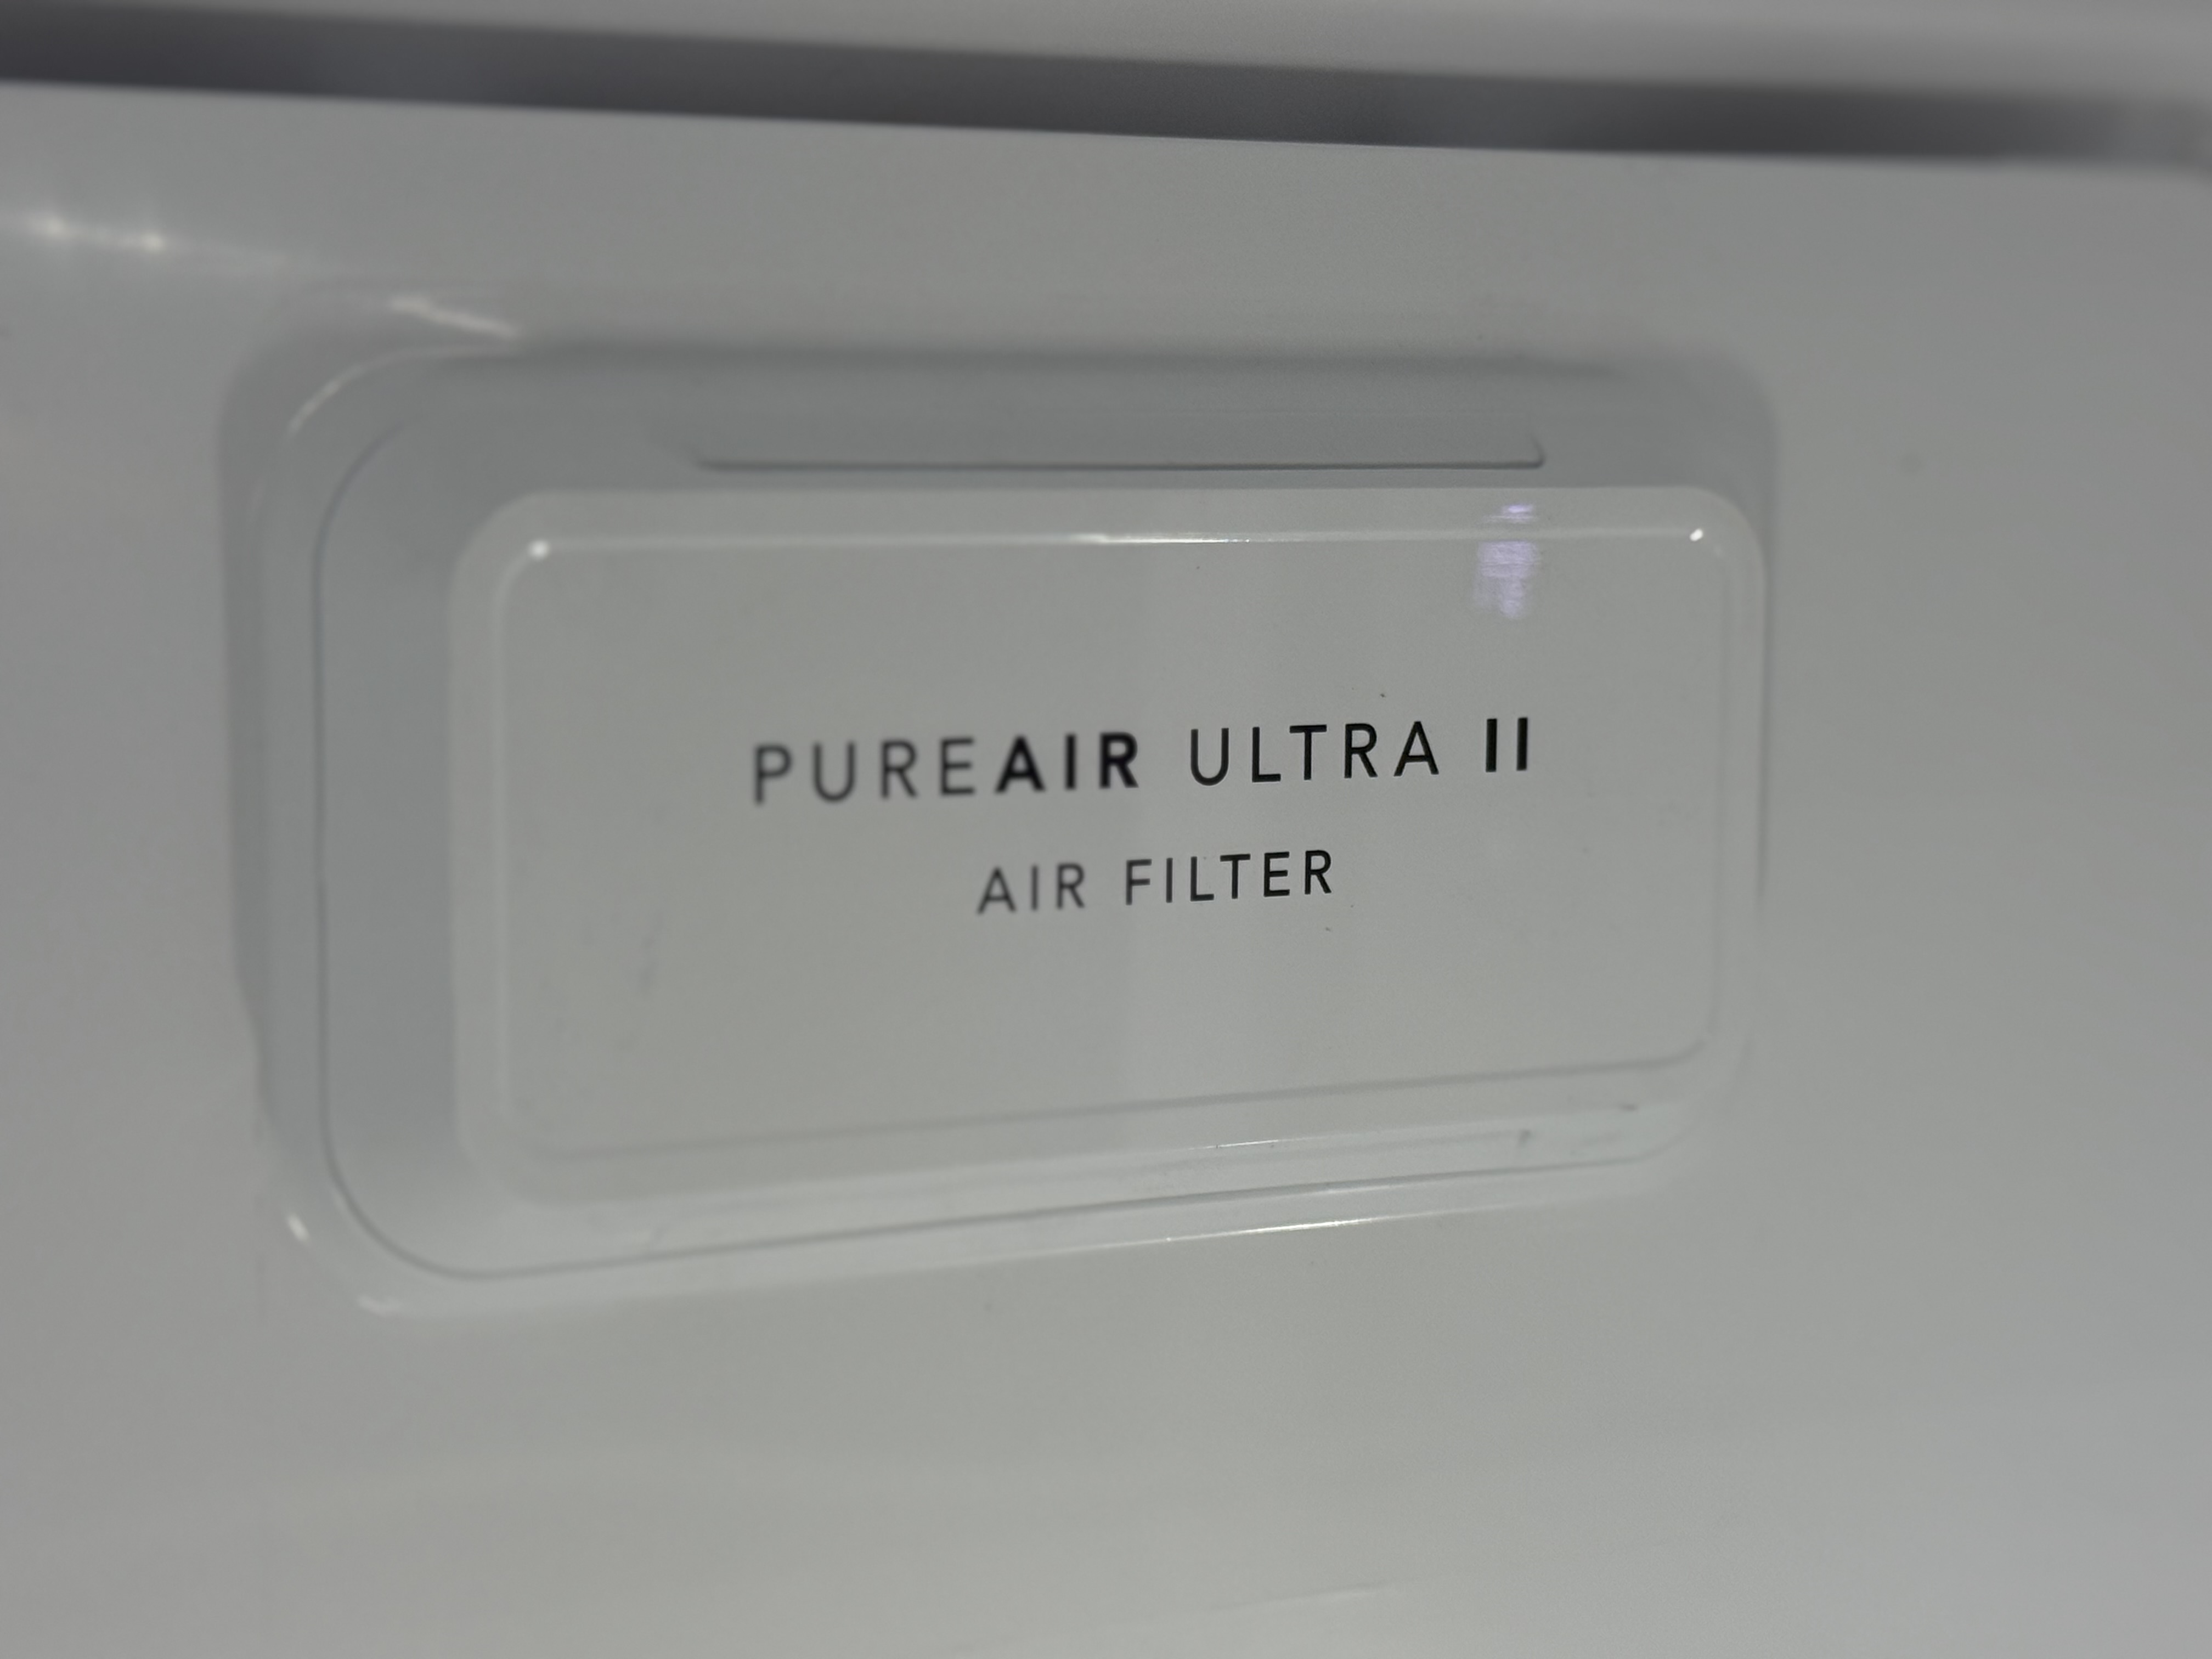 PUREAIR ULTRA II
AIR FILTER